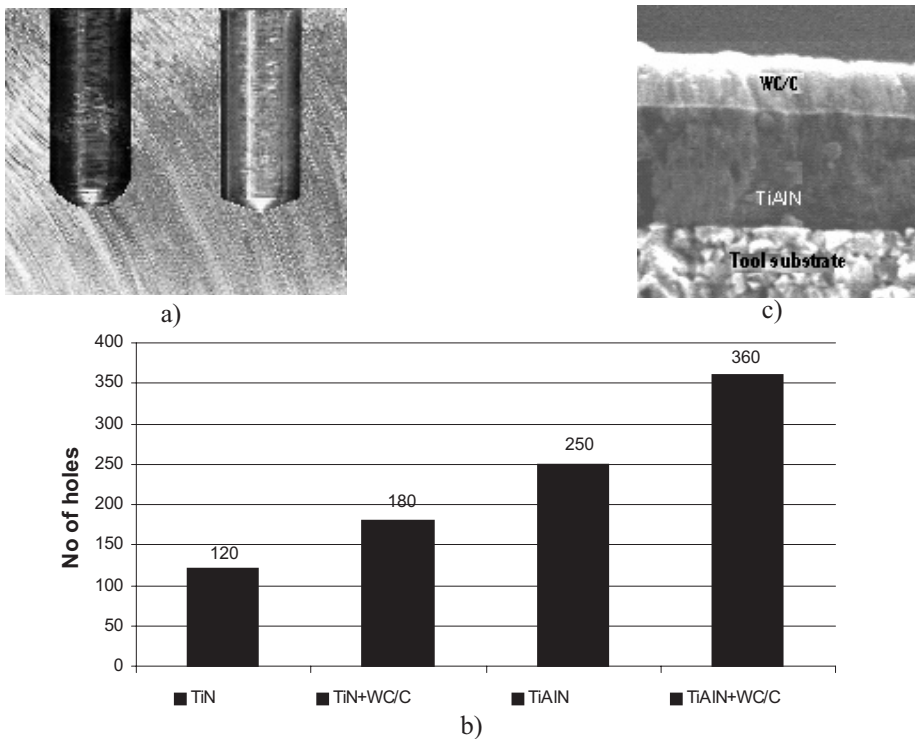 WC/C
TiAlN
Tool substrate
a)
c)
No of holes
400
350
300
250
200
150
100
50
0
120
180
250
360
TiN
TiN+WC/C
TiAlN
TiAlN+WC/C
b)